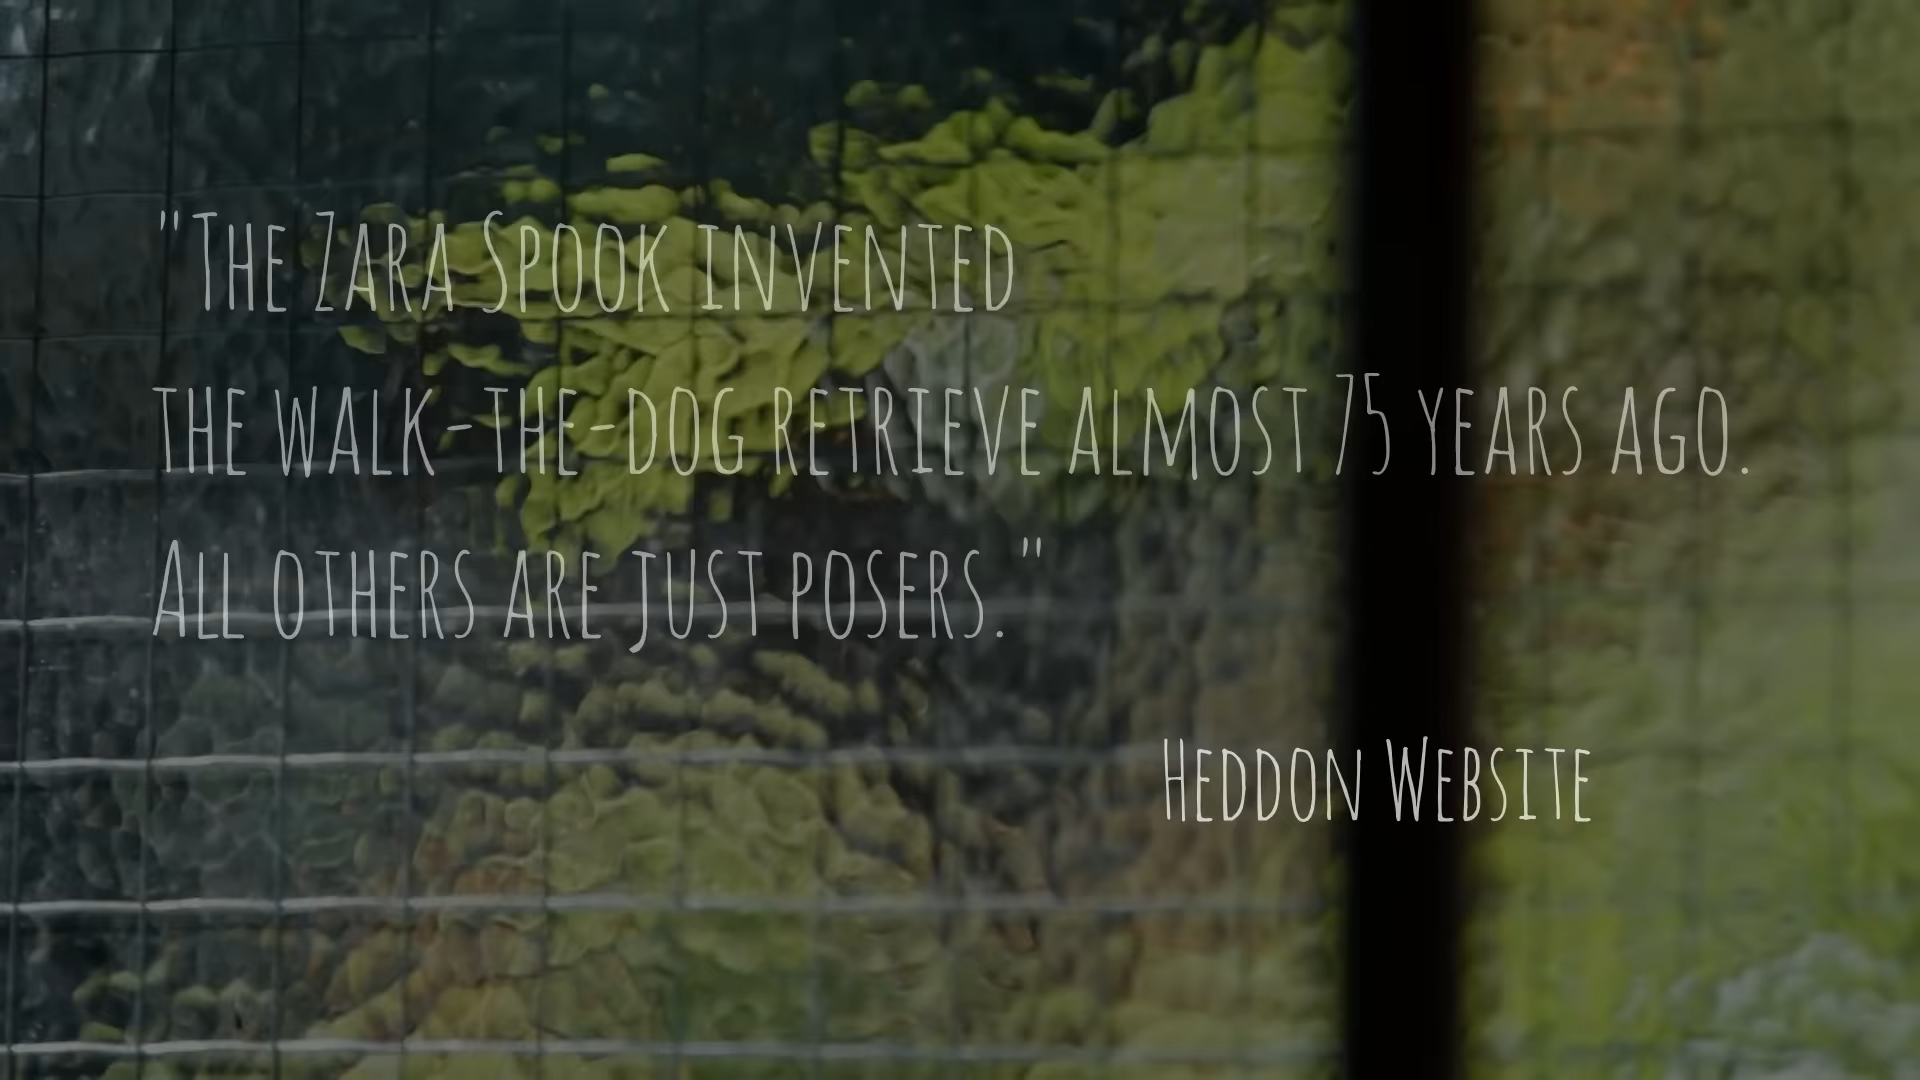 "The Zara Spook invented
the walk-the-dog retrieve almost 75 years ago.
All others are just posers."
Heddon Website